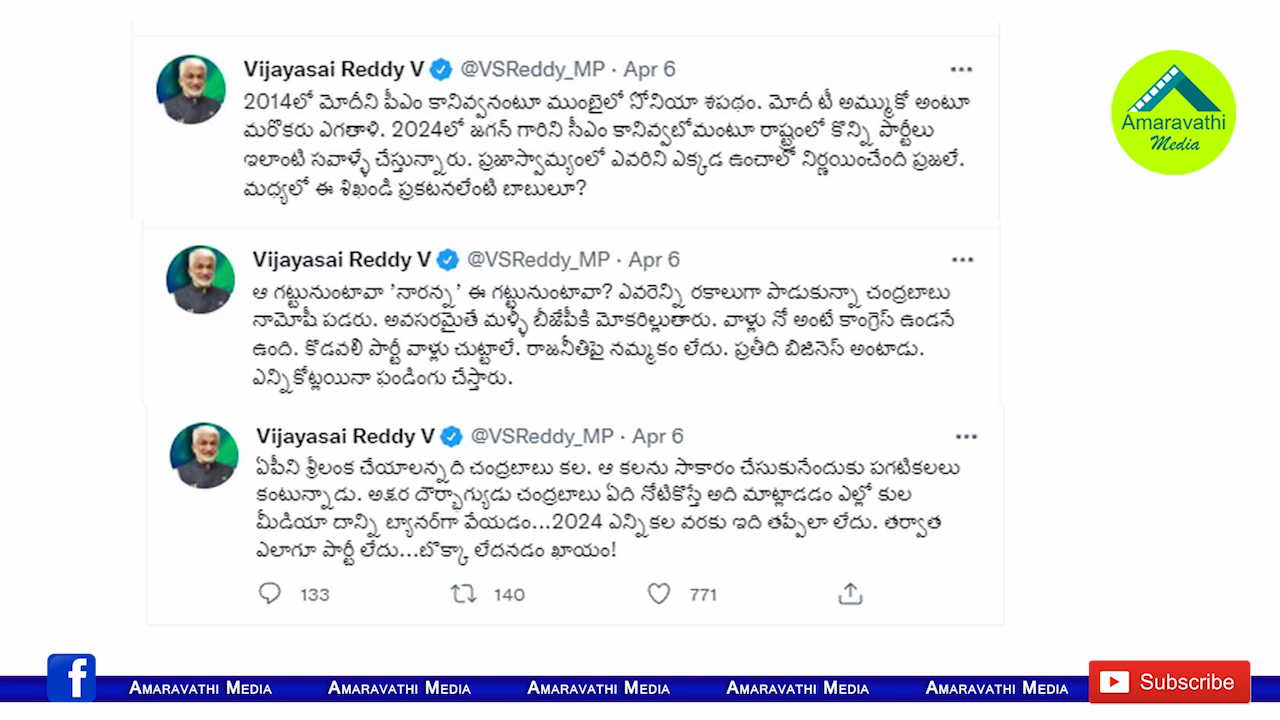 Vijayasai Reddy V @VSReddy_MP · Apr 6
2014లో మోదీని పీఎం కానివ్వనంటూ ముంబైలో సోనియా శపథం. మోదీ టీ అమ్ముకో అంటూ
మరొకరు ఎగతాళి. 2024లో జగన్ గారిని సీఎం కానివ్వబోమంటూ రాష్ట్రంలో కొన్ని పార్టీలు
ఇలాంటి సవాళ్ళే చేస్తున్నారు. ప్రజాస్వామ్యంలో ఎవరిని ఎక్కడ ఉంచాలో నిర్ణయించేంది ప్రజలే.
మధ్యలో ఈ శిఖండి ప్రకటనలేంటి బాబులూ?
Amaravathi
Media
Vijayasai Reddy V @VSReddy_MP · Apr 6
ఆ గట్టునుంటావా 'నారన్న' ఈ గట్టునుంటావా? ఎవరెన్ని రకాలుగా పాడుకున్నా చంద్రబాబు
నామోషీ పడరు. అవసరమైతే మళ్ళీ బీజేపీకి మోకరిల్లుతారు. వాళ్లు నో అంటే కాంగ్రెస్ ఉండనే
ఉంది. కొడవలి పార్టీ వాళ్లు చుట్టాలే. రాజనీతిపై నమ్మకం లేదు. ప్రతీది బిజినెస్ అంటాడు.
ఎన్నికోట్లయినా ఫండింగు చేస్తారు.
Vijayasai Reddy V @VSReddy_MP · Apr 6
ఏపీని శ్రీలంక చేయాలన్నది చంద్రబాబు కల. ఆ కలను సాకారం చేసుకునేందుకు పగటికలలు
కంటున్నాడు. అక్షర దౌర్భాగ్యుడు చంద్రబాబు ఏది నోటికొస్తే అది మాట్లాడడం ఎల్లో కుల
మీడియా దాన్ని బ్యానర్‌గా వేయడం...2024 ఎన్నికల వరకు ఇది తప్పేలా లేదు. తర్వాత
ఎలాగూ పార్టీ లేదు...బొక్కా లేదనడం ఖాయం!
133 140 771
f Amaravathi Media Amaravathi Media Amaravathi Media Amaravathi Media Amaravathi Media Subscribe